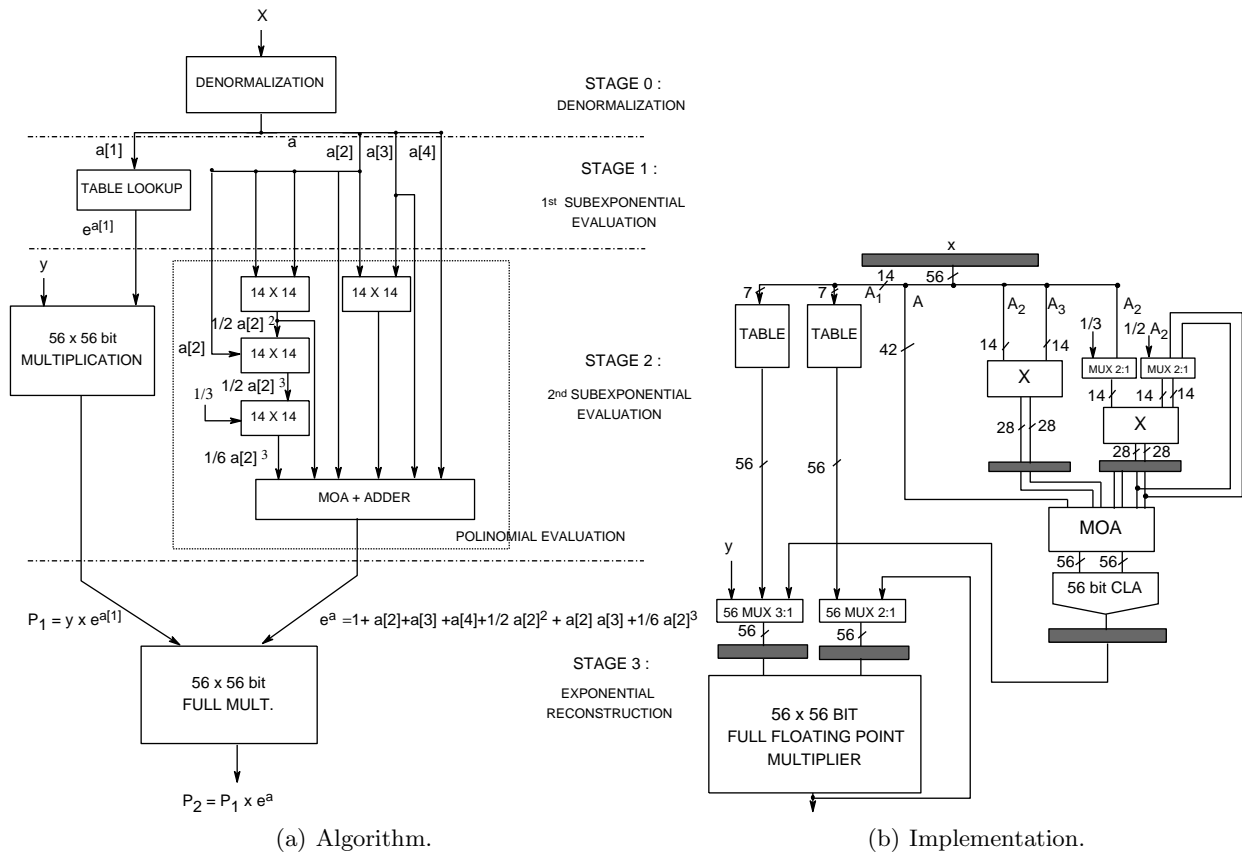 X
DENORMALIZATION
STAGE 0 :
DENORMALIZATION
a
a[1]
a[2]
a[3]
a[4]
TABLE LOOKUP
STAGE 1 :
1st SUBEXPONENTIAL
EVALUATION
e^a[1]
y
56 x 56 bit
MULTIPLICATION
14 X 14
14 X 14
1/2 a[2] 2
a[2]
14 X 14
1/2 a[2] 3
1/3
14 X 14
1/6 a[2] 3
MOA + ADDER
POLINOMIAL EVALUATION
STAGE 2 :
2nd SUBEXPONENTIAL
EVALUATION
P1 = y x e^a[1]
e^a =1+ a[2]+a[3] +a[4]+1/2 a[2]^2 + a[2] a[3] +1/6 a[2]^3
56 x 56 bit
FULL MULT.
STAGE 3 :
EXPONENTIAL
RECONSTRUCTION
P2 = P1 x e^a
(a) Algorithm.
x
14
56
7
7
A1
A
A2
A3
A2
TABLE
TABLE
1/3
1/2
A2
42
14
14
MUX 2:1
MUX 2:1
X
14
14
14
X
28
28
28
28
56
56
MOA
56
56
56 bit CLA
y
56 MUX 3:1
56 MUX 2:1
56
56
56 x 56 BIT
FULL FLOATING POINT
MULTIPLIER
(b) Implementation.